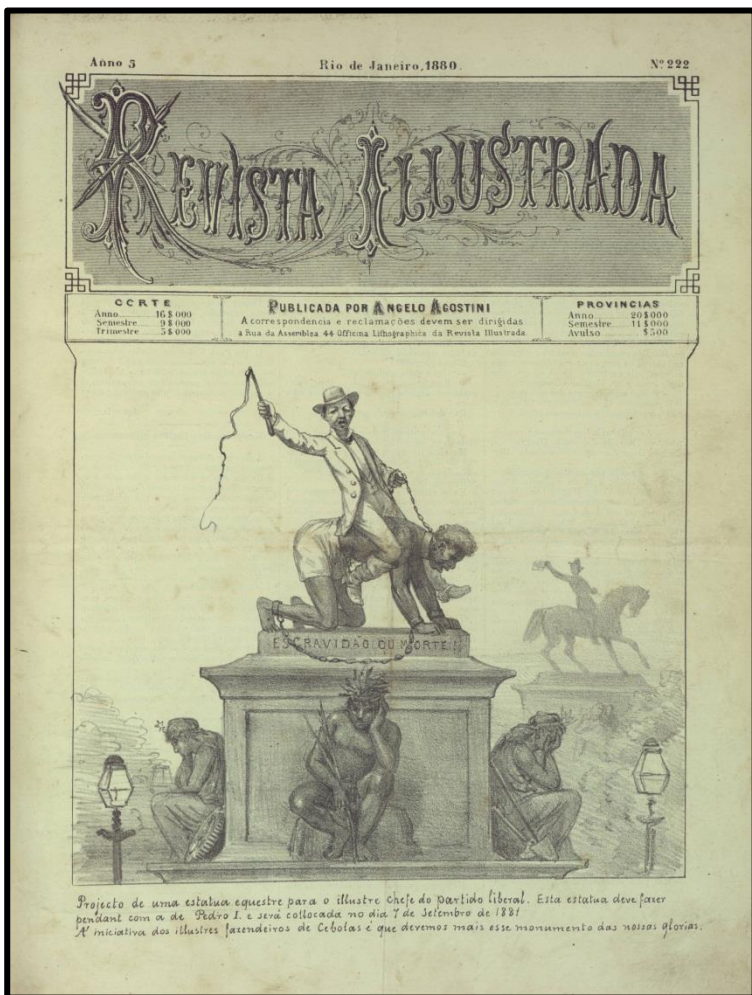 Anno 5 Rio de Janeiro, 1880. Nº 222
REVISTA ILLUSTRADA
CORTE
Anno 16$000
Semestre 9$000
Trimestre 5$000
PUBLICADA POR ANGELO AGOSTINI
A correspondencia e reclamações devem ser dirigidas
á Rua da Assemblea 44 Officina Lithographica da Revista Illustrada
PROVINCIAS
Anno 20$000
Semestre 11$000
Avulso $500
ESCRAVIDÃO OU MORTE!!
Projecto de uma estatua equestre para o illustre chefe do partido liberal. Esta estatua deve fazer
pendant com a de Pedro I. e será collocada no dia 7 de Setembro de 1881
A' iniciativa dos illustres fazendeiros de Cebolas é que devemos mais esse monumento das nossas glorias.